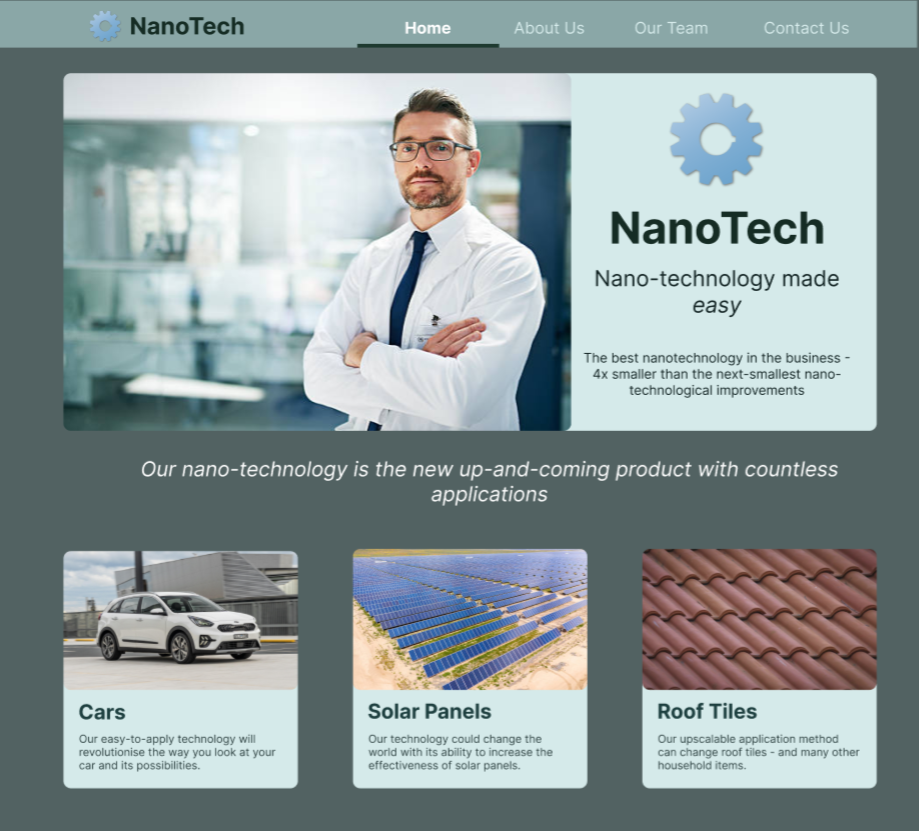 NanoTech
Home
About Us
Our Team
Contact Us
NanoTech
Nano-technology made
easy
The best nanotechnology in the business -
4x smaller than the next-smallest nano-
technological improvements
Our nano-technology is the new up-and-coming product with countless
applications
Cars
Our easy-to-apply technology will
revolutionise the way you look at your
car and its possibilities.
Solar Panels
Our technology could change the
world with its ability to increase the
effectiveness of solar panels.
Roof Tiles
Our upscalable application method
can change roof tiles - and many other
household items.